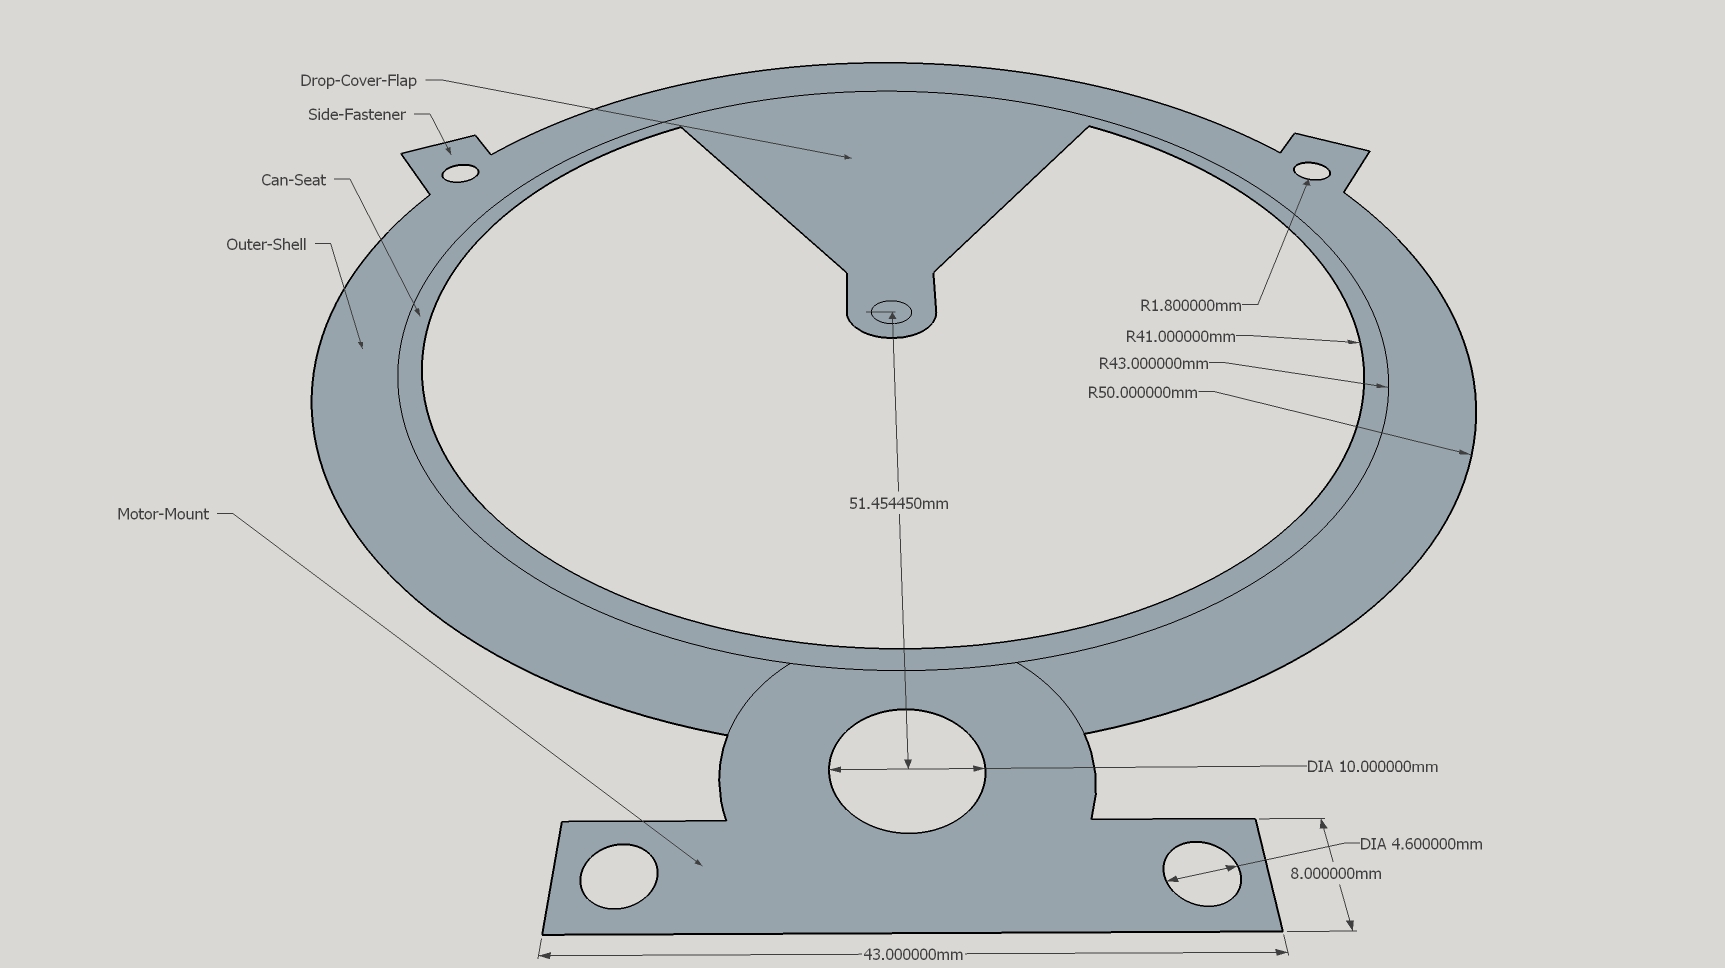 Drop-Cover-Flap
Side-Fastener
Can-Seat
Outer-Shell
R1.800000mm
R41.000000mm
R43.000000mm
R50.000000mm
51.454450mm
Motor-Mount
DIA 10.000000mm
DIA 4.600000mm
8.000000mm
43.000000mm